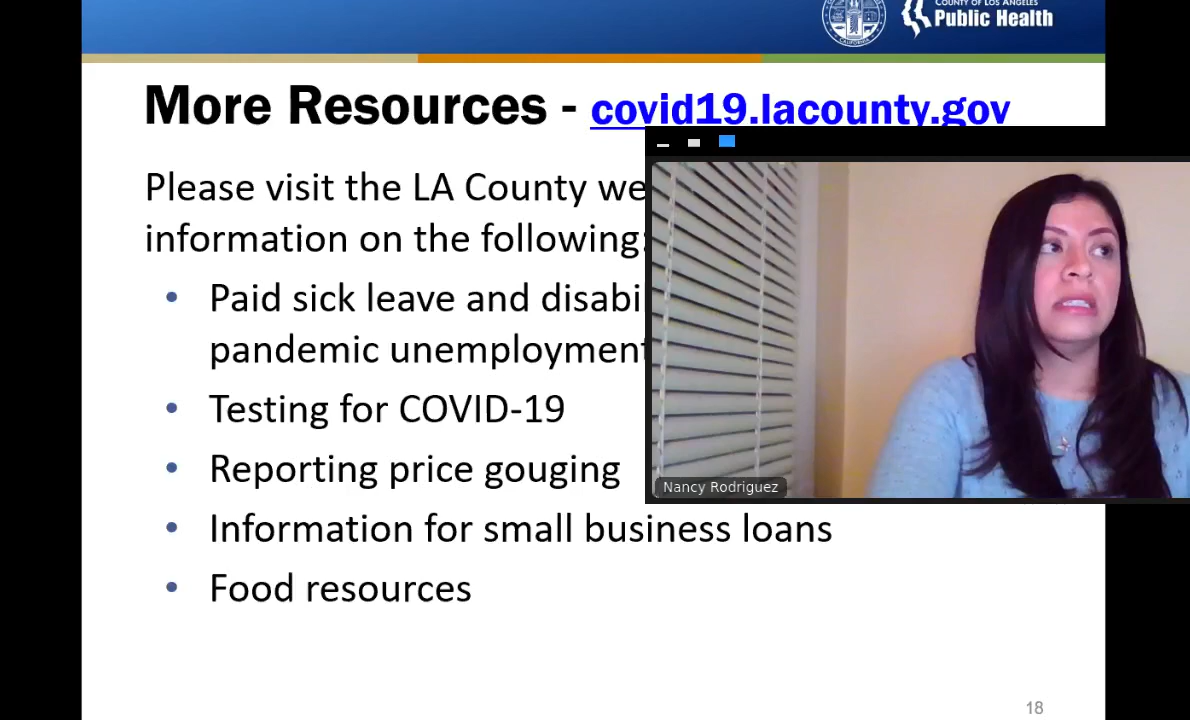 COUNTY OF LOS ANGELES
Public Health
More Resources - covid19.lacounty.gov
Please visit the LA County we
information on the following:
• Paid sick leave and disabi
pandemic unemployment
• Testing for COVID-19
• Reporting price gouging
• Information for small business loans
• Food resources
Nancy Rodriguez
18